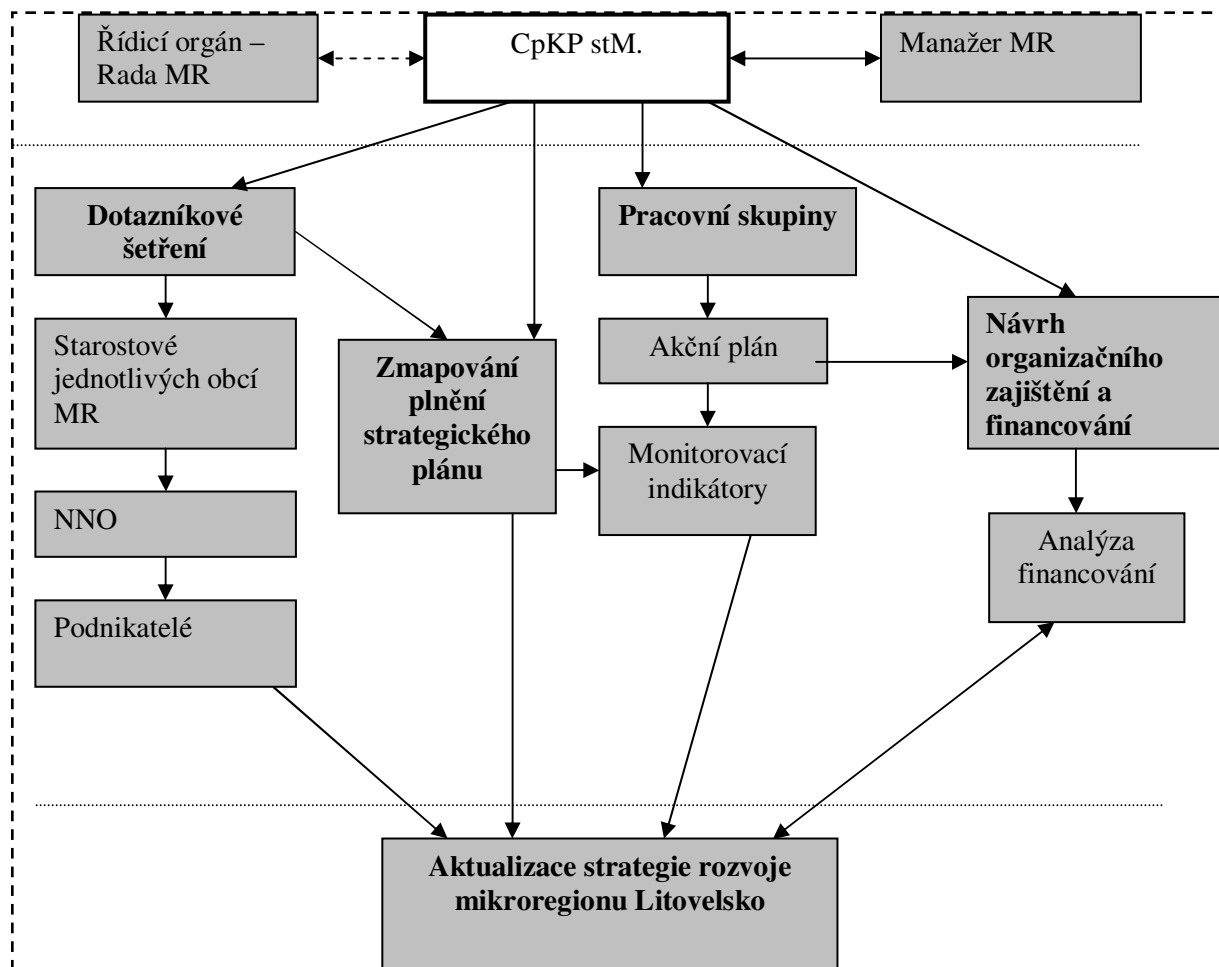 Řídicí orgán –
Rada MR
CpKP stM.
Manažer MR
Dotazníkové
šetření
Pracovní skupiny
Starostové
jednotlivých obcí
MR
Zmapování
plnění
strategického
plánu
Akční plán
Návrh
organizačního
zajištění a
financování
Monitorovací
indikátory
NNO
Analýza
financování
Podnikatelé
Aktualizace strategie rozvoje
mikroregionu Litovelsko